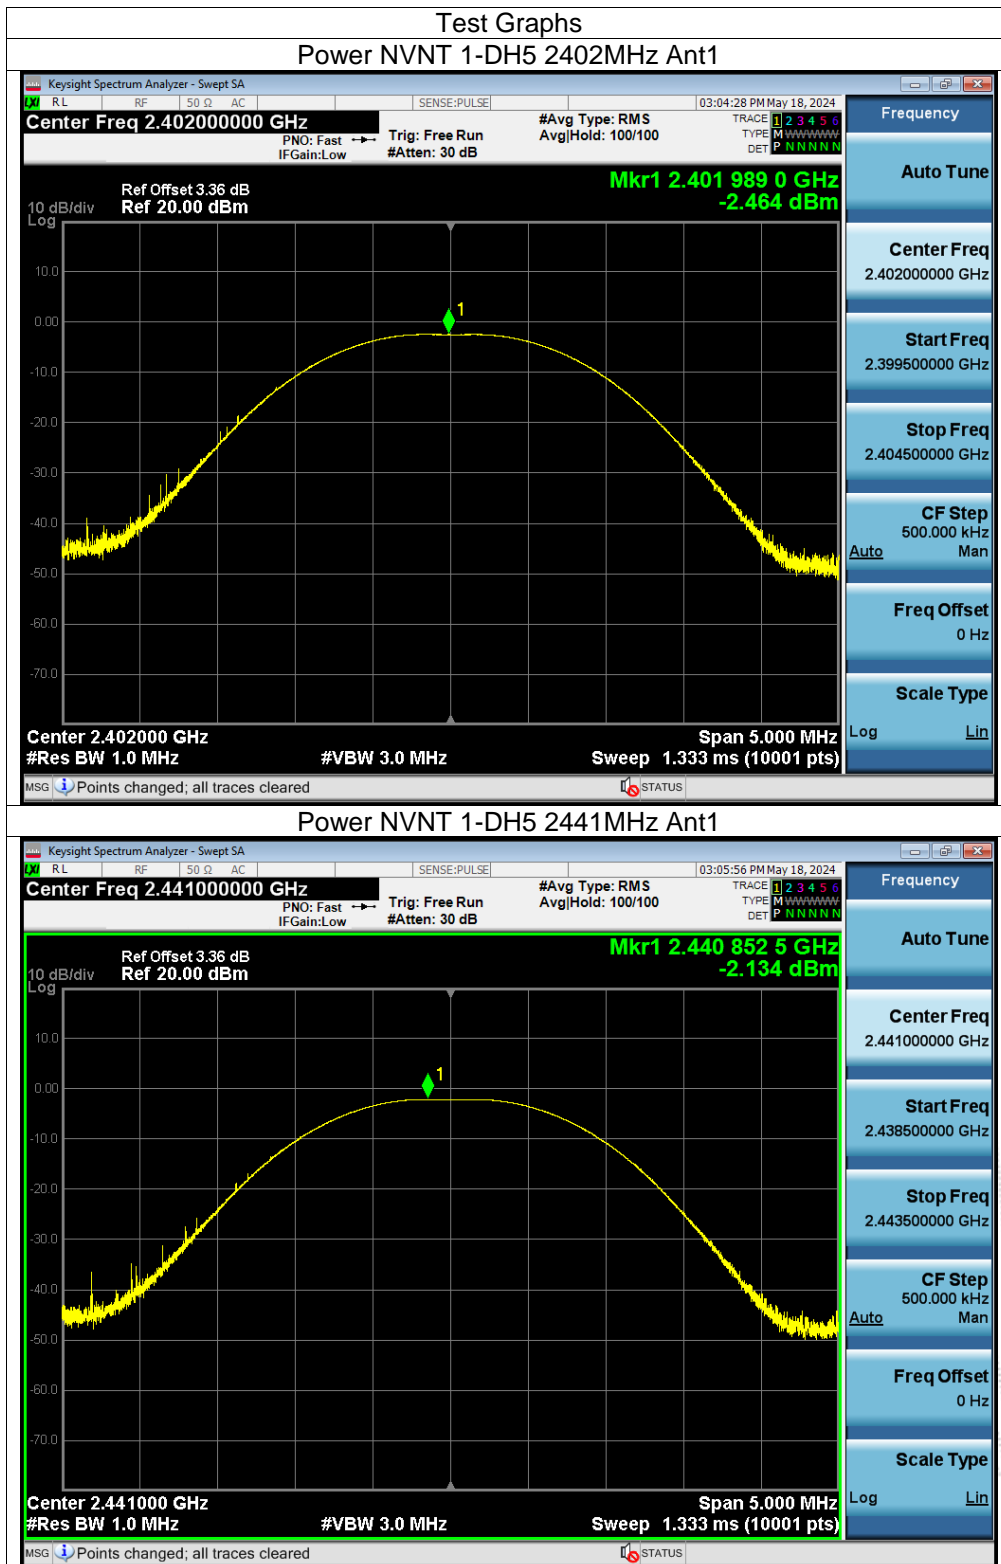 Test Graphs
Power NVNT 1-DH5 2402MHz Ant1
Keysight Spectrum Analyzer - Swept SA
LXI RL RF 50 Ω AC SENSE:PULSE 03:04:28 PM May 18, 2024
Center Freq 2.402000000 GHz #Avg Type: RMS TRACE 1 2 3 4 5 6
PNO: Fast Trig: Free Run Avg|Hold: 100/100 TYPE M WWWWW
IFGain:Low #Atten: 30 dB DET P N N N N N
Frequency
Auto Tune
Center Freq
2.402000000 GHz
Start Freq
2.399500000 GHz
Stop Freq
2.404500000 GHz
CF Step
500.000 kHz
Auto Man
Freq Offset
0 Hz
Scale Type
Log Lin
Mkr1 2.401 989 0 GHz
-2.464 dBm
Ref Offset 3.36 dB
10 dB/div Ref 20.00 dBm
Log
1
10.0
0.00
-10.0
-20.0
-30.0
-40.0
-50.0
-60.0
-70.0
Center 2.402000 GHz Span 5.000 MHz
#Res BW 1.0 MHz #VBW 3.0 MHz Sweep 1.333 ms (10001 pts)
MSG Points changed; all traces cleared STATUS
Power NVNT 1-DH5 2441MHz Ant1
Keysight Spectrum Analyzer - Swept SA
LXI RL RF 50 Ω AC SENSE:PULSE 03:05:56 PM May 18, 2024
Center Freq 2.441000000 GHz #Avg Type: RMS TRACE 1 2 3 4 5 6
PNO: Fast Trig: Free Run Avg|Hold: 100/100 TYPE M WWWWW
IFGain:Low #Atten: 30 dB DET P N N N N N
Frequency
Auto Tune
Center Freq
2.441000000 GHz
Start Freq
2.438500000 GHz
Stop Freq
2.443500000 GHz
CF Step
500.000 kHz
Auto Man
Freq Offset
0 Hz
Scale Type
Log Lin
Mkr1 2.440 852 5 GHz
-2.134 dBm
Ref Offset 3.36 dB
10 dB/div Ref 20.00 dBm
Log
1
10.0
0.00
-10.0
-20.0
-30.0
-40.0
-50.0
-60.0
-70.0
Center 2.441000 GHz Span 5.000 MHz
#Res BW 1.0 MHz #VBW 3.0 MHz Sweep 1.333 ms (10001 pts)
MSG Points changed; all traces cleared STATUS